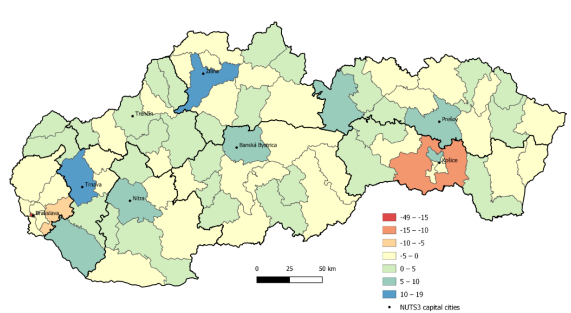 Žilina
Trenčín
Prešov
Banská Bystrica
Košice
Trnava
Nitra
Bratislava
-49 – -15
-15 – -10
-10 – -5
-5 – 0
0 – 5
5 – 10
10 – 19
NUTS3 capital cities
0 25 50 km